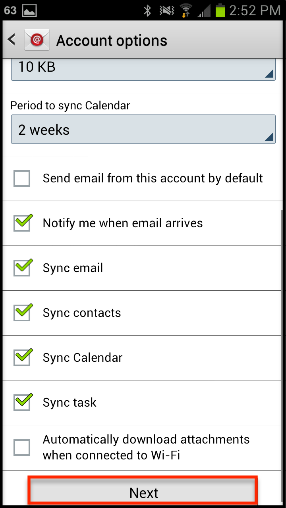 63 2:52 PM
Account options
10 KB
Period to sync Calendar
2 weeks
Send email from this account by default
Notify me when email arrives
Sync email
Sync contacts
Sync Calendar
Sync task
Automatically download attachments
when connected to Wi-Fi
Next